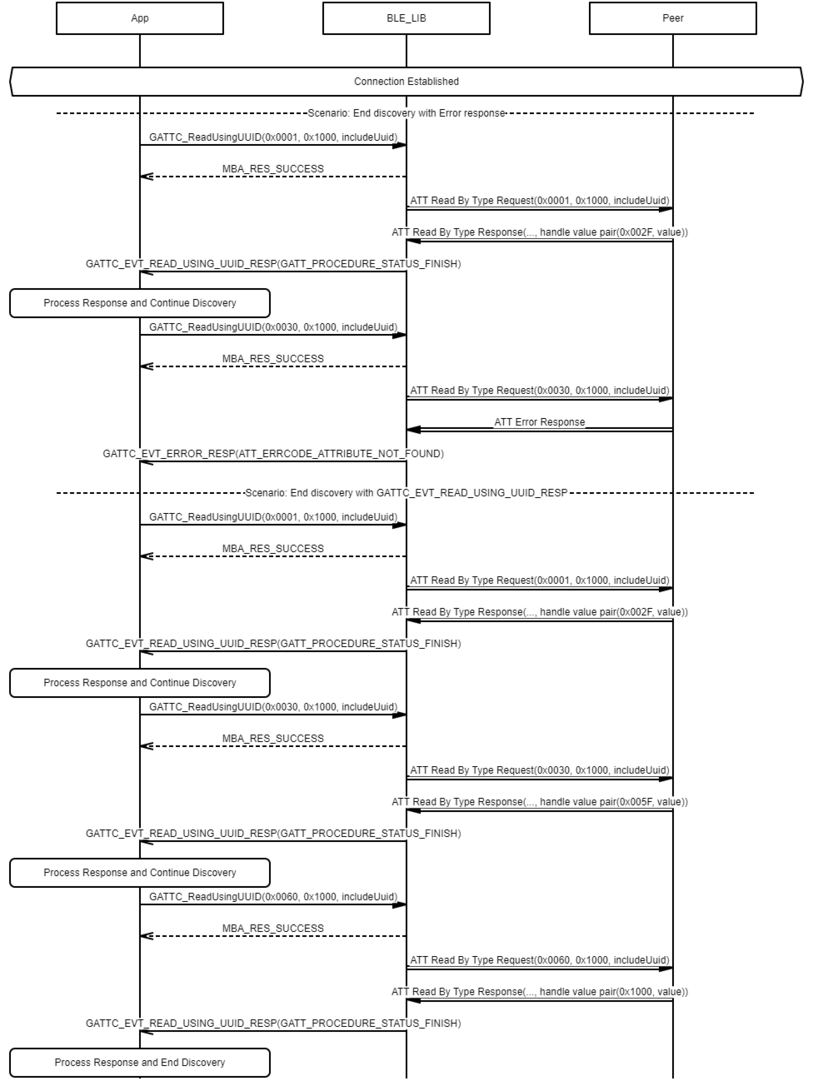 App
BLE_LIB
Peer
Connection Established
Scenario: End discovery with Error response
GATTC_ReadUsingUUID(0x0001, 0x1000, includeUuid)
MBA_RES_SUCCESS
ATT Read By Type Request(0x0001, 0x1000, includeUuid)
ATT Read By Type Response(..., handle value pair(0x002F, value))
GATTC_EVT_READ_USING_UUID_RESP(GATT_PROCEDURE_STATUS_FINISH)
Process Response and Continue Discovery
GATTC_ReadUsingUUID(0x0030, 0x1000, includeUuid)
MBA_RES_SUCCESS
ATT Read By Type Request(0x0030, 0x1000, includeUuid)
ATT Error Response
GATTC_EVT_ERROR_RESP(ATT_ERRCODE_ATTRIBUTE_NOT_FOUND)
Scenario: End discovery with GATTC_EVT_READ_USING_UUID_RESP
GATTC_ReadUsingUUID(0x0001, 0x1000, includeUuid)
MBA_RES_SUCCESS
ATT Read By Type Request(0x0001, 0x1000, includeUuid)
ATT Read By Type Response(..., handle value pair(0x002F, value))
GATTC_EVT_READ_USING_UUID_RESP(GATT_PROCEDURE_STATUS_FINISH)
Process Response and Continue Discovery
GATTC_ReadUsingUUID(0x0030, 0x1000, includeUuid)
MBA_RES_SUCCESS
ATT Read By Type Request(0x0030, 0x1000, includeUuid)
ATT Read By Type Response(..., handle value pair(0x005F, value))
GATTC_EVT_READ_USING_UUID_RESP(GATT_PROCEDURE_STATUS_FINISH)
Process Response and Continue Discovery
GATTC_ReadUsingUUID(0x0060, 0x1000, includeUuid)
MBA_RES_SUCCESS
ATT Read By Type Request(0x0060, 0x1000, includeUuid)
ATT Read By Type Response(..., handle value pair(0x1000, value))
GATTC_EVT_READ_USING_UUID_RESP(GATT_PROCEDURE_STATUS_FINISH)
Process Response and End Discovery